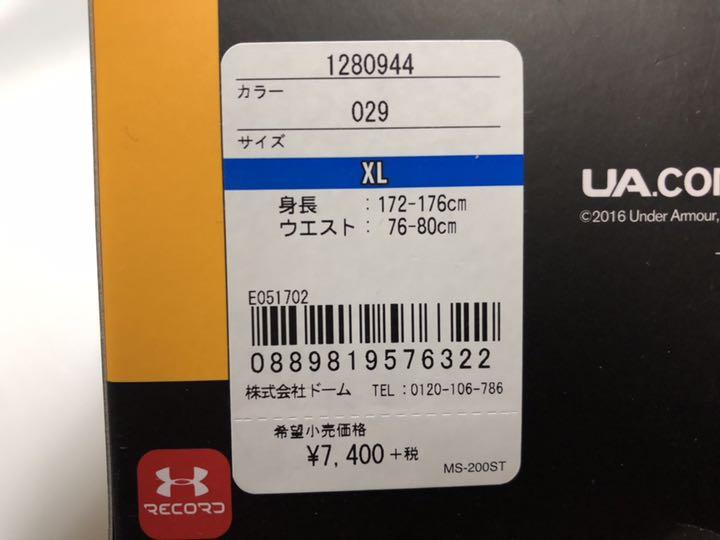 1280944
カラー
029
サイズ
XL
身長 : 172-176cm
ウエスト : 76-80cm
E051702
0889819576322
株式会社ドーム TEL : 0120-106-786
希望小売価格
¥7,400 +税
MS-200ST
UA.CO
©2016 Under Armour,
RECORD